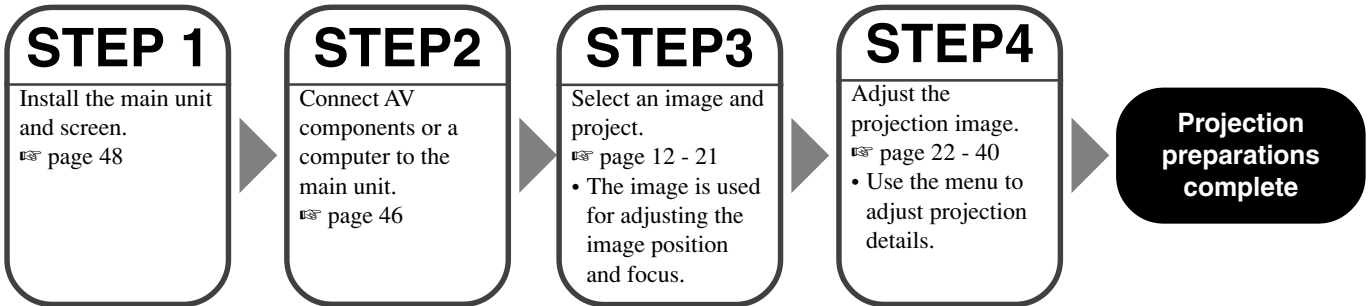 STEP 1
Install the main unit
and screen.
☞ page 48
STEP2
Connect AV
components or a
computer to the
main unit.
☞ page 46
STEP3
Select an image and
project.
☞ page 12 - 21
• The image is used
for adjusting the
image position
and focus.
STEP4
Adjust the
projection image.
☞ page 22 - 40
• Use the menu to
adjust projection
details.
Projection
preparations
complete